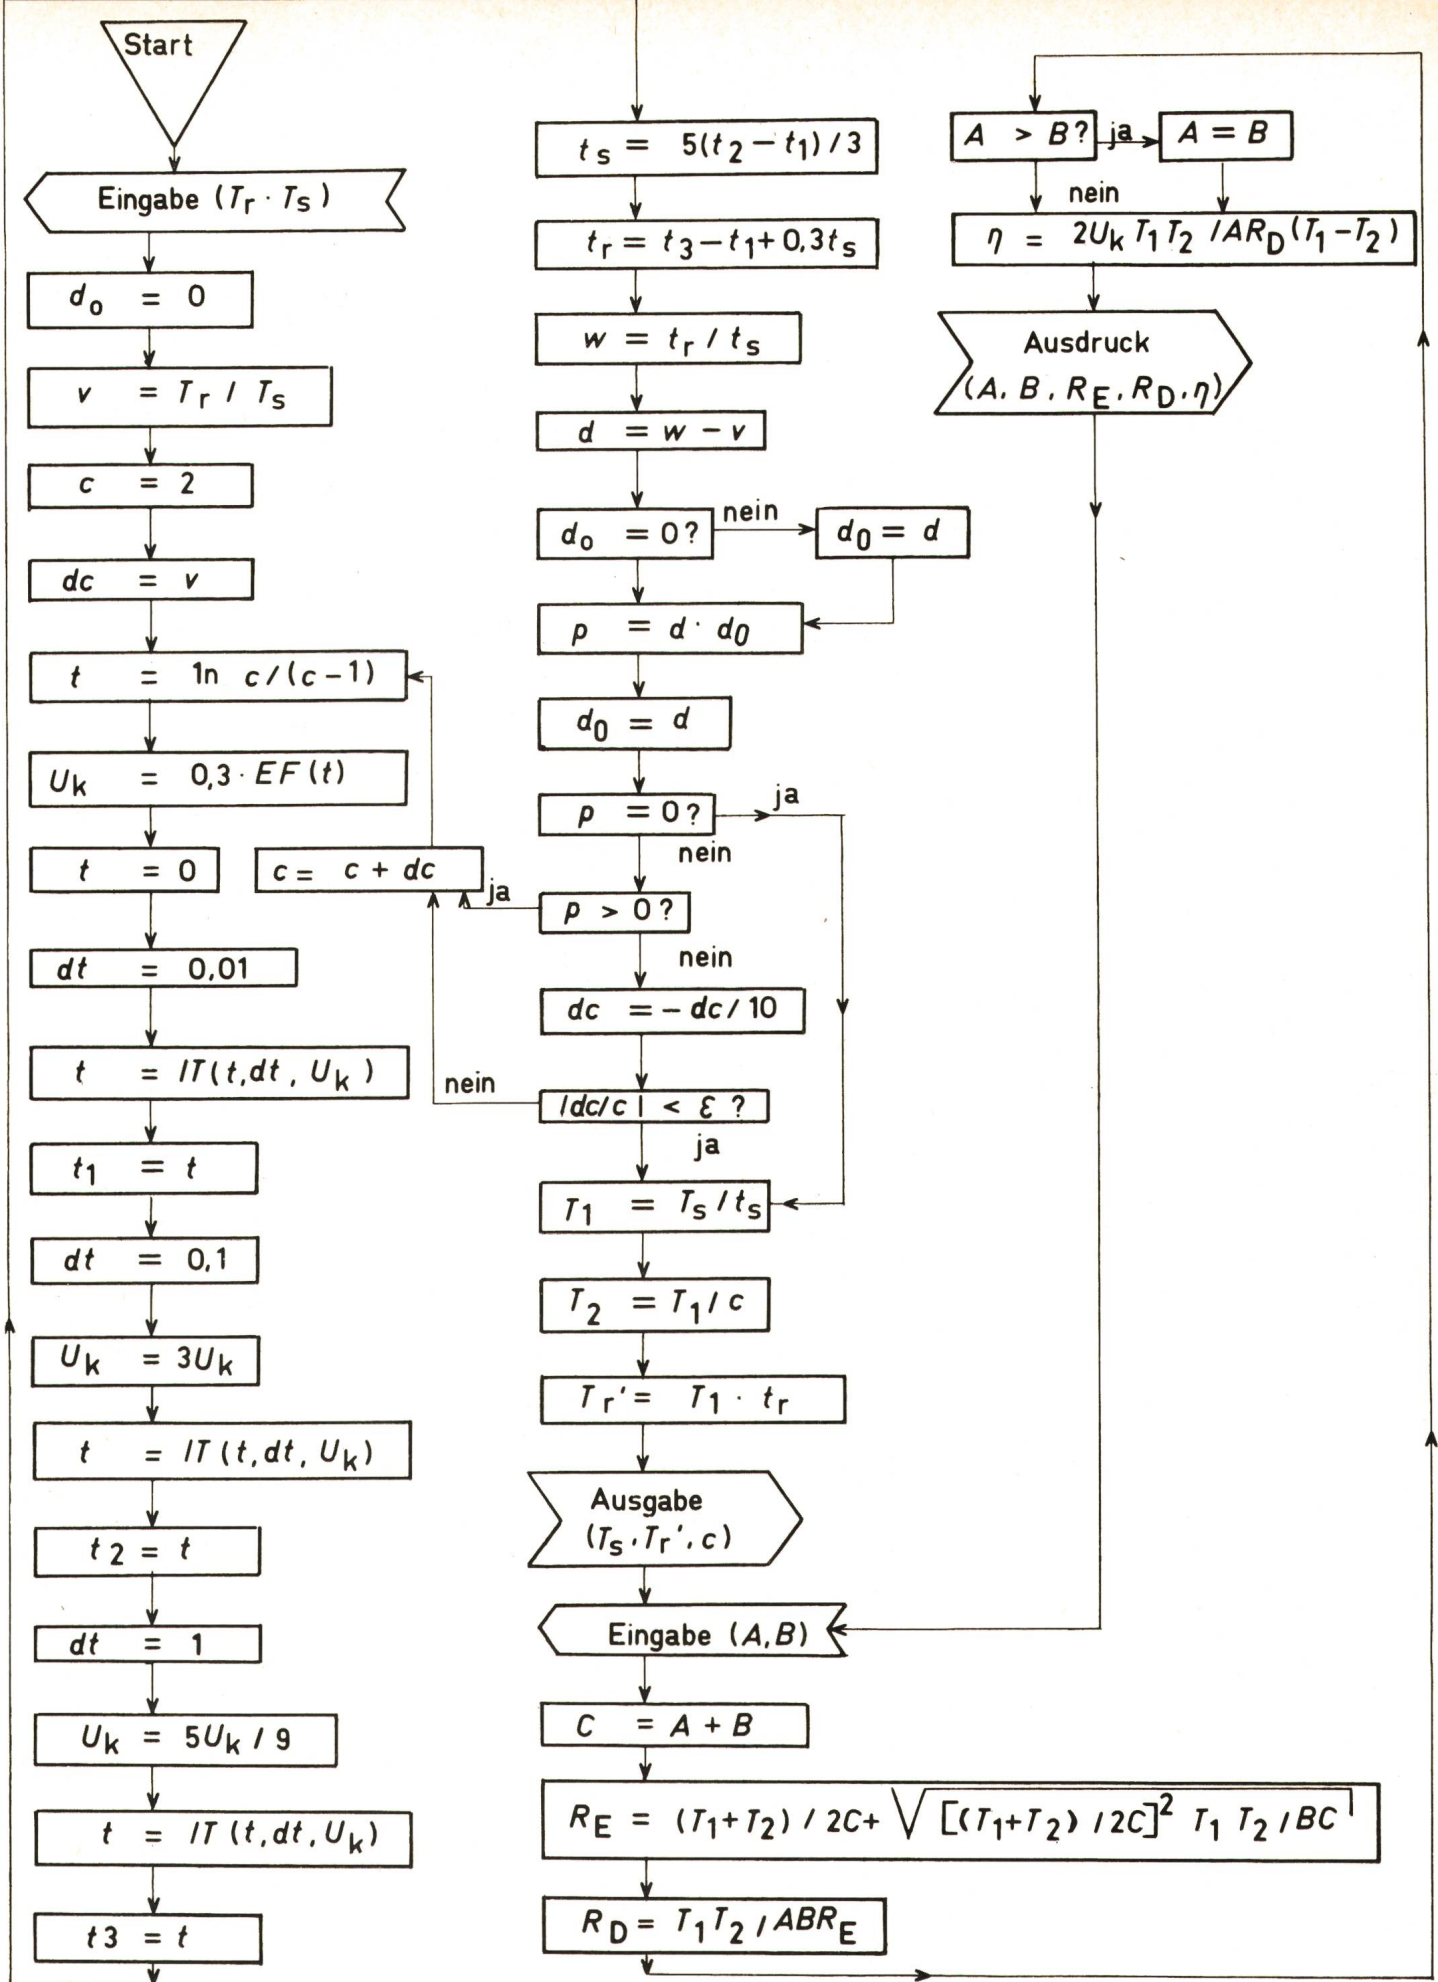 Start
Eingabe (Tr · Ts)
do = 0
v = Tr / Ts
c = 2
dc = v
t = ln c/(c−1)
Uk = 0,3 · EF(t)
t = 0
dt = 0,01
t = IT(t,dt, Uk)
t1 = t
dt = 0,1
Uk = 3Uk
t = IT(t,dt, Uk)
t2 = t
dt = 1
Uk = 5Uk / 9
t = IT(t,dt,Uk)
t3 = t
c = c + dc
ts = 5(t2 − t1)/3
tr = t3−t1+0,3ts
w = tr / ts
d = w − v
do = 0?
nein
d0 = d
p = d · d0
d0 = d
p = 0?
ja
nein
p > 0?
ja
nein
dc = − dc/10
nein
/dc/c | < ε ?
ja
T1 = Ts / ts
T2 = T1/c
Tr' = T1 · tr
Ausgabe
(Ts, Tr', c)
Eingabe (A,B)
C = A + B
RE = (T1+T2) / 2C+ √[(T1+T2) / 2C]² T1 T2 / BC
RD = T1T2 / ABRE
A > B?
ja
A = B
nein
η = 2Uk T1T2 /ARD(T1−T2)
Ausdruck
(A, B, RE, RD, η)